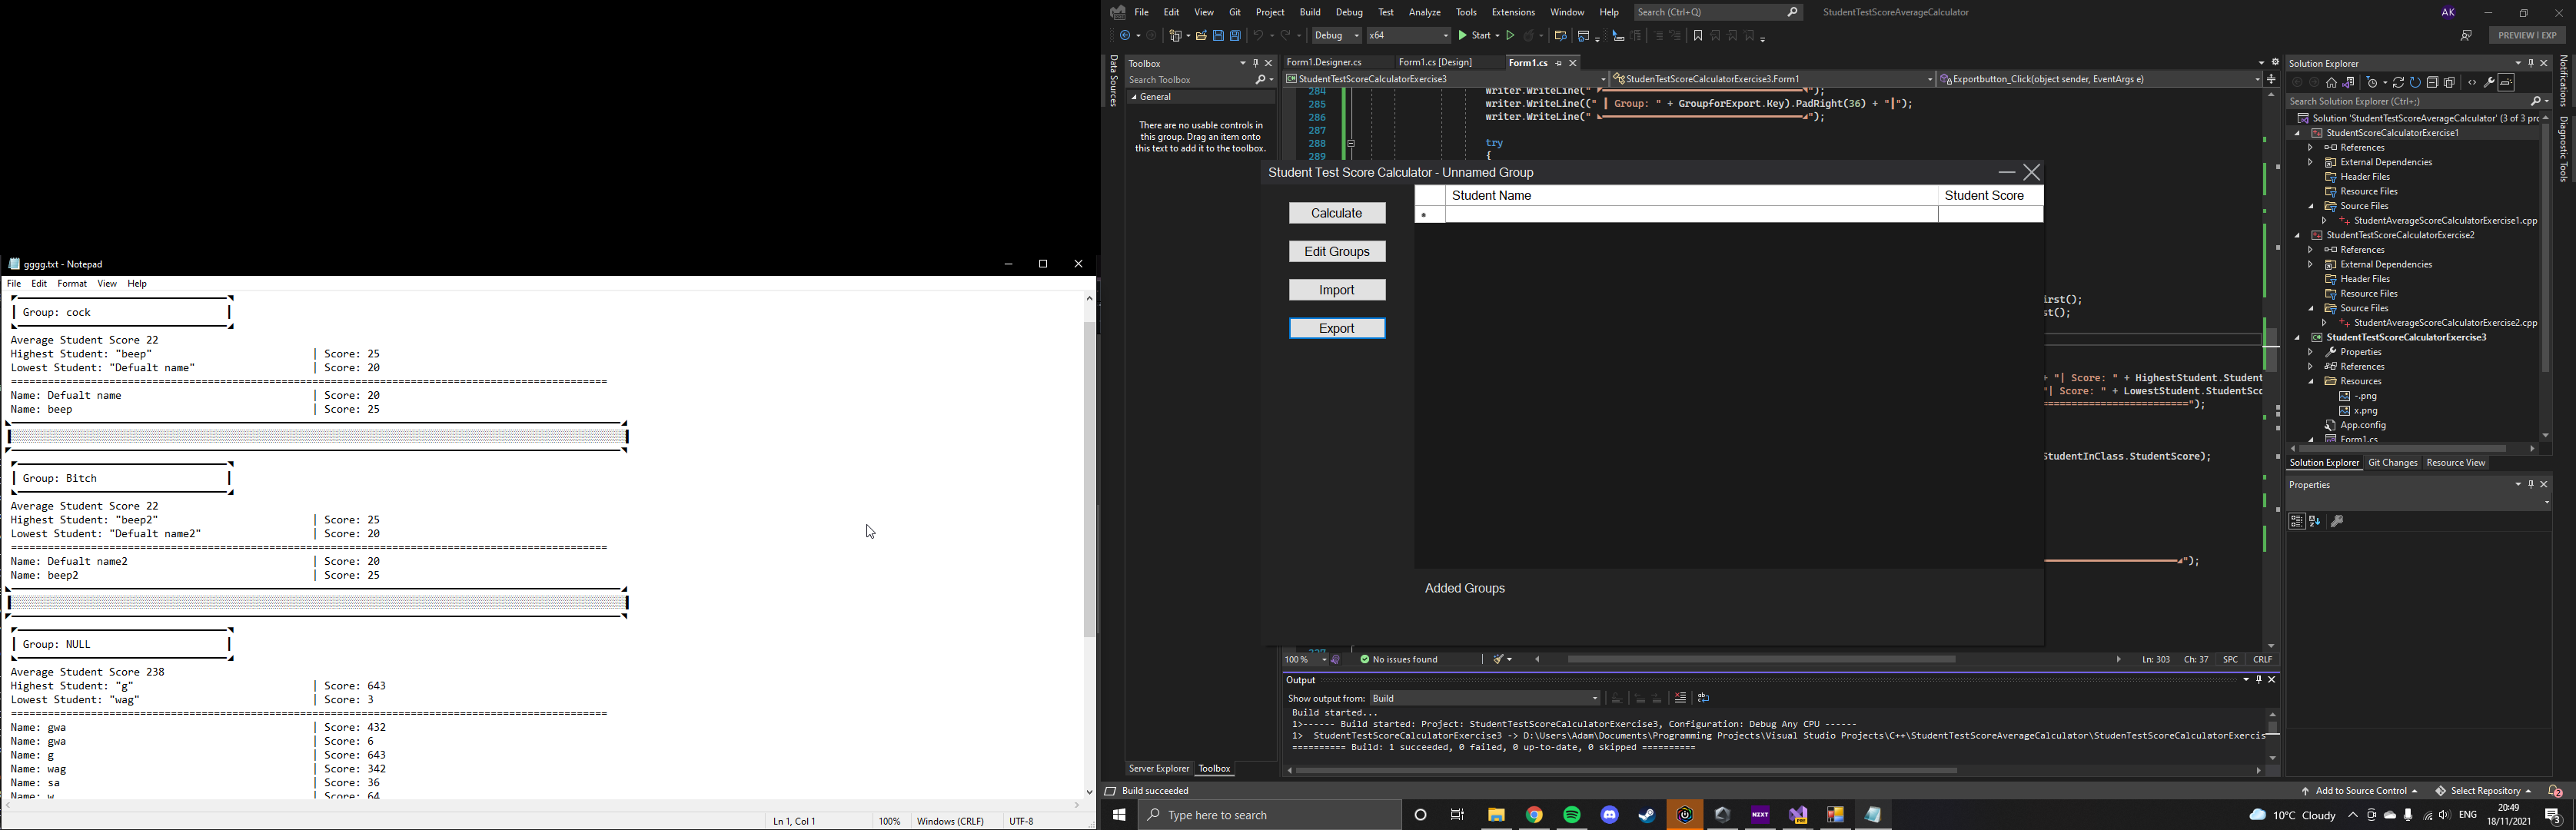 gggg.txt - Notepad
File Edit Format View Help
Group: cock
Average Student Score 22
Highest Student: "beep" | Score: 25
Lowest Student: "Defualt name" | Score: 20
====================================================================================================
Name: Defualt name | Score: 20
Name: beep | Score: 25
Group: Bitch
Average Student Score 22
Highest Student: "beep2" | Score: 25
Lowest Student: "Defualt name2" | Score: 20
====================================================================================================
Name: Defualt name2 | Score: 20
Name: beep2 | Score: 25
Group: NULL
Average Student Score 238
Highest Student: "g" | Score: 643
Lowest Student: "wag" | Score: 3
====================================================================================================
Name: gwa | Score: 432
Name: gwa | Score: 6
Name: g | Score: 643
Name: wag | Score: 342
Name: sa | Score: 36
Name: w | Score: 64
Ln 1, Col 1 100% Windows (CRLF) UTF-8
File Edit View Git Project Build Debug Test Analyze Tools Extensions Window Help Search (Ctrl+Q) StudentTestScoreAverageCalculator AK
Debug x64 Start PREVIEW | EXP
Data Sources
Toolbox
Search Toolbox
General
There are no usable controls in
this group. Drag an item onto
this text to add it to the toolbox.
Server Explorer Toolbox
Form1.Designer.cs Form1.cs [Design] Form1.cs
StudentTestScoreCalculatorExercise3 StudenTestScoreCalculatorExercise3.Form1 Exportbutton_Click(object sender, EventArgs e)
284 writer.WriteLine(" ");
285 writer.WriteLine((" | Group: " + GroupforExport.Key).PadRight(36) + "|");
286 writer.WriteLine(" ");
287
288 try
289 {
irst();
st();
+ "| Score: " + HighestStudent.Student
"| Score: " + LowestStudent.StudentSco
========================");
StudentInClass.StudentScore);
");
Student Test Score Calculator - Unnamed Group
Student Name Student Score
Calculate
Edit Groups
Import
Export
Added Groups
100 % No issues found Ln: 303 Ch: 37 SPC CRLF
Output
Show output from: Build
Build started...
1>------ Build started: Project: StudentTestScoreCalculatorExercise3, Configuration: Debug Any CPU ------
1> StudentTestScoreCalculatorExercise3 -> D:\Users\Adam\Documents\Programming Projects\Visual Studio Projects\C++\StudentTestScoreAverageCalculator\StudenTestScoreCalculatorExercis
========== Build: 1 succeeded, 0 failed, 0 up-to-date, 0 skipped ==========
Solution Explorer
Search Solution Explorer (Ctrl+;)
Solution 'StudentTestScoreAverageCalculator' (3 of 3 pro
StudentScoreCalculatorExercise1
References
External Dependencies
Header Files
Resource Files
Source Files
StudentAverageScoreCalculatorExercise1.cpp
StudentTestScoreCalculatorExercise2
References
External Dependencies
Header Files
Resource Files
Source Files
StudentAverageScoreCalculatorExercise2.cpp
StudentTestScoreCalculatorExercise3
Properties
References
Resources
-.png
x.png
App.config
Form1.cs
Solution Explorer Git Changes Resource View
Properties
Notifications
Diagnostic Tools
Build succeeded Add to Source Control Select Repository 2
Type here to search
NZXT
PRE
10°C Cloudy ENG 20:49
18/11/2021
3